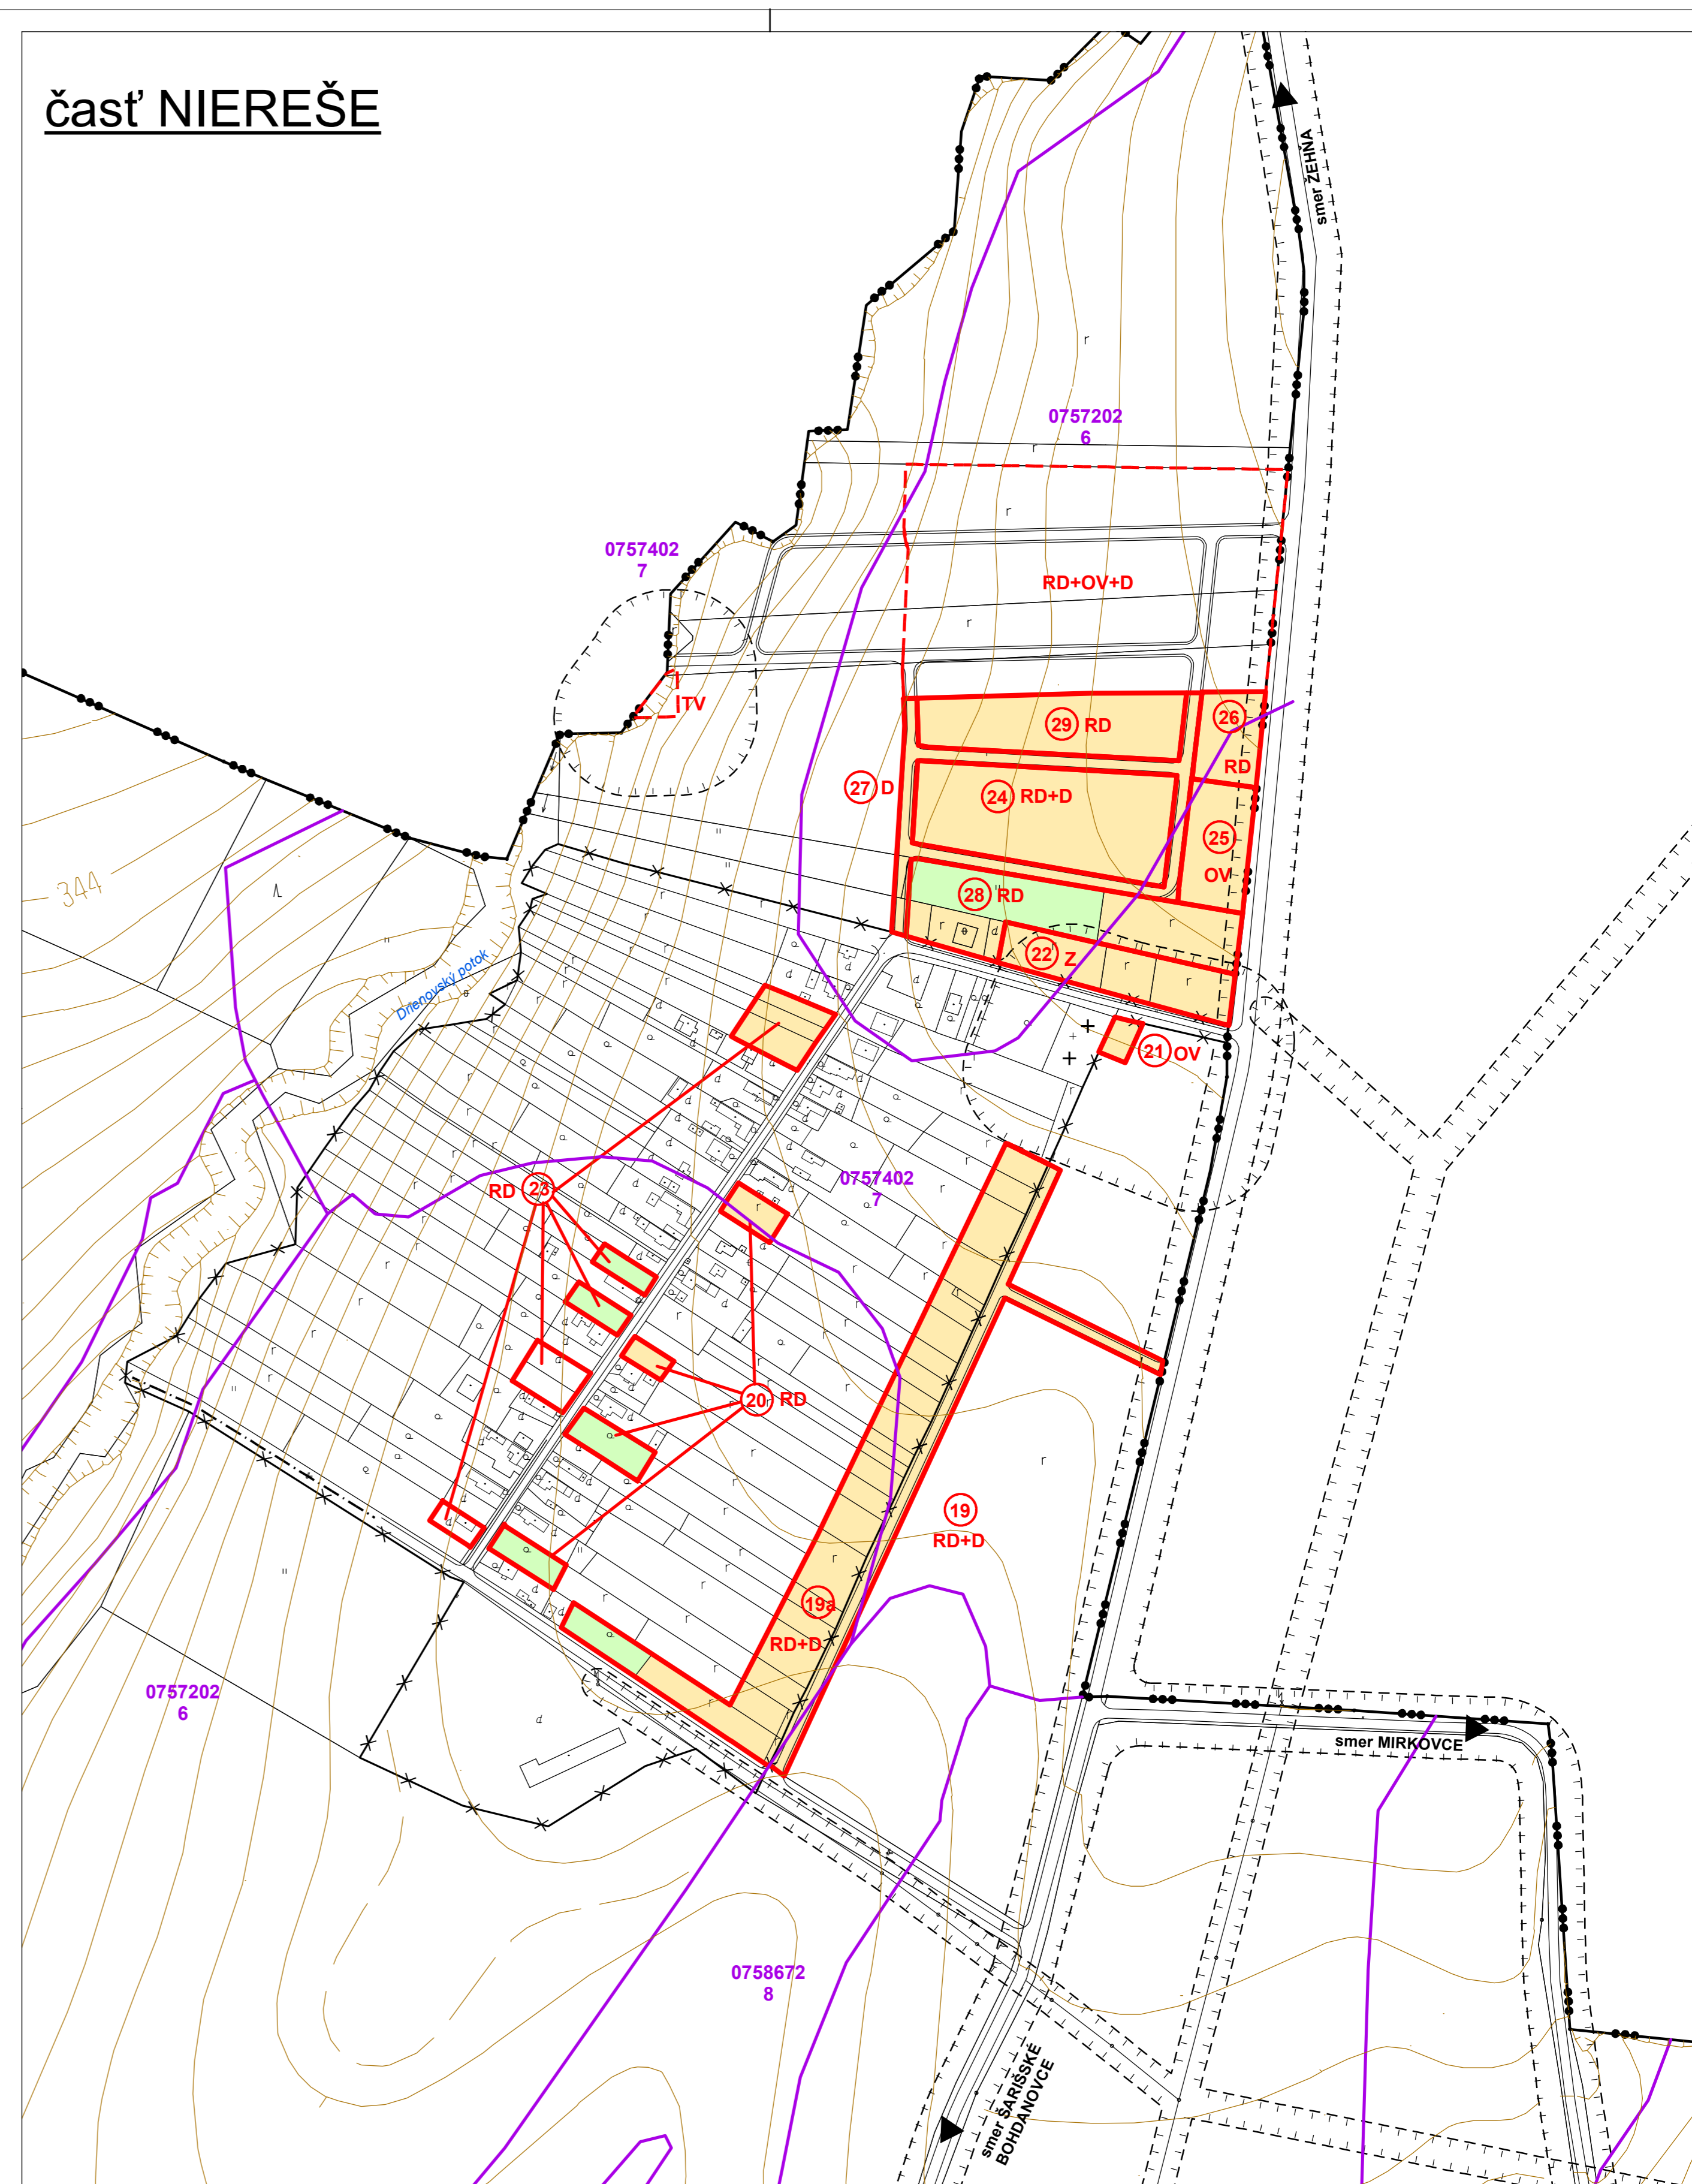 časť NIEREŠE
smer ŽEHŇA
r
0757202
6
r
r
0757402
7
RD+OV+D
r
r
TV
29 RD
26
RD
27 D
24 RD+D
25
OV
344
28 RD
22 Z
Drienovský potok
21 OV
RD 23
0757402
7
20 RD
19
RD+D
19a
RD+D
0757202
6
smer MIRKOVCE
0758672
8
smer ŠARIŠSKÉ
BOHDANOVCE